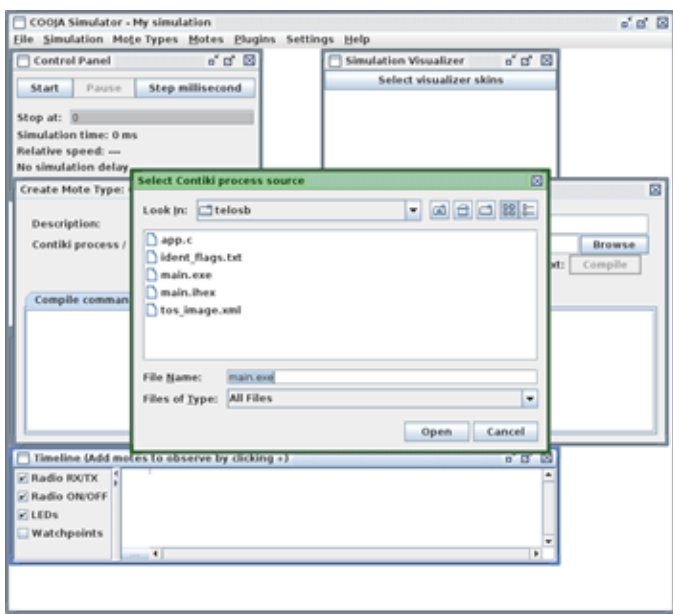 COOJA Simulator - My simulation
File Simulation Mote Types Motes Plugins Settings Help
Control Panel
Start Pause Step millisecond
Stop at: 0
Simulation time: 0 ms
Relative speed: —
No simulation delay
Simulation Visualizer
Select visualizer skins
Create Mote Type:
Description:
Contiki process /
Browse
Compile
Compile comman
Select Contiki process source
Look In: telosb
app.c
ident_flags.txt
main.exe
main.ihex
tos_image.xml
File Name: main.exe
Files of Type: All Files
Open Cancel
Timeline (Add motes to observe by clicking +)
Radio RX/TX
Radio ON/OFF
LEDs
Watchpoints